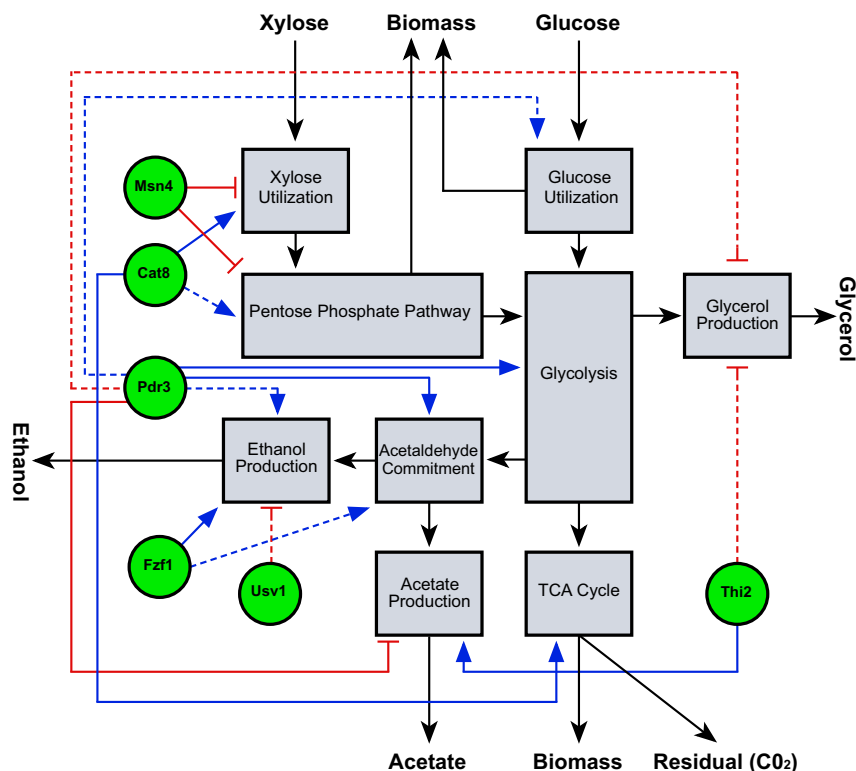 Xylose
Biomass
Glucose
Msn4
Xylose
Utilization
Glucose
Utilization
Cat8
Pentose Phosphate Pathway
Glycerol
Production
Glycerol
Pdr3
Glycolysis
Ethanol
Ethanol
Production
Acetaldehyde
Commitment
Fzf1
Usv1
Acetate
Production
TCA Cycle
Thi2
Acetate
Biomass
Residual (C0₂)